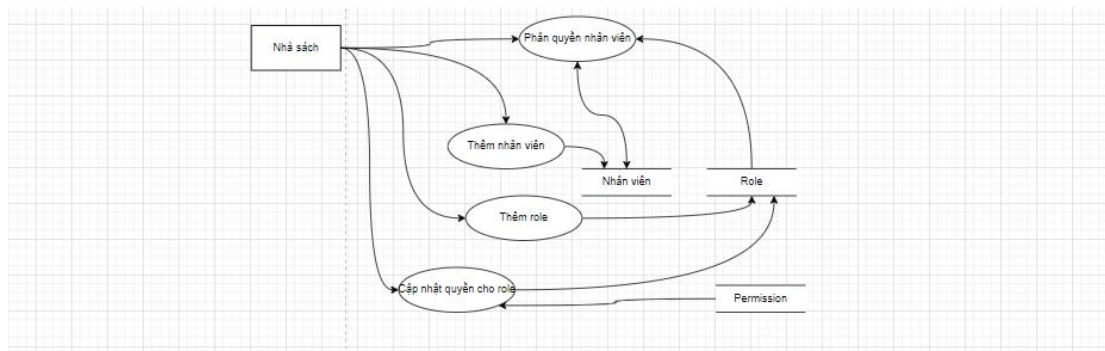 Nhà sách
Phân quyền nhân viên
Thêm nhân viên
Nhân viên
Role
Thêm role
Cập nhật quyền cho role
Permission